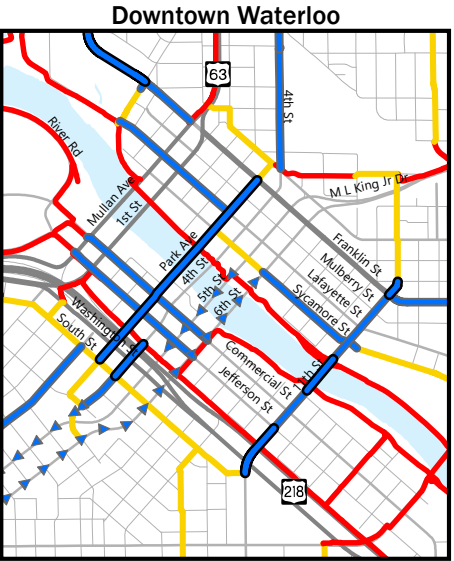 Downtown Waterloo
63
4th St
River Rd
M L King Jr Dr
Mullan Ave
1st St
Park Ave
4th St
Franklin St
Mulberry St
Lafayette St
Sycamore St
5th St
6th St
Washington St
South St
Commercial St
Jefferson St
11th St
218